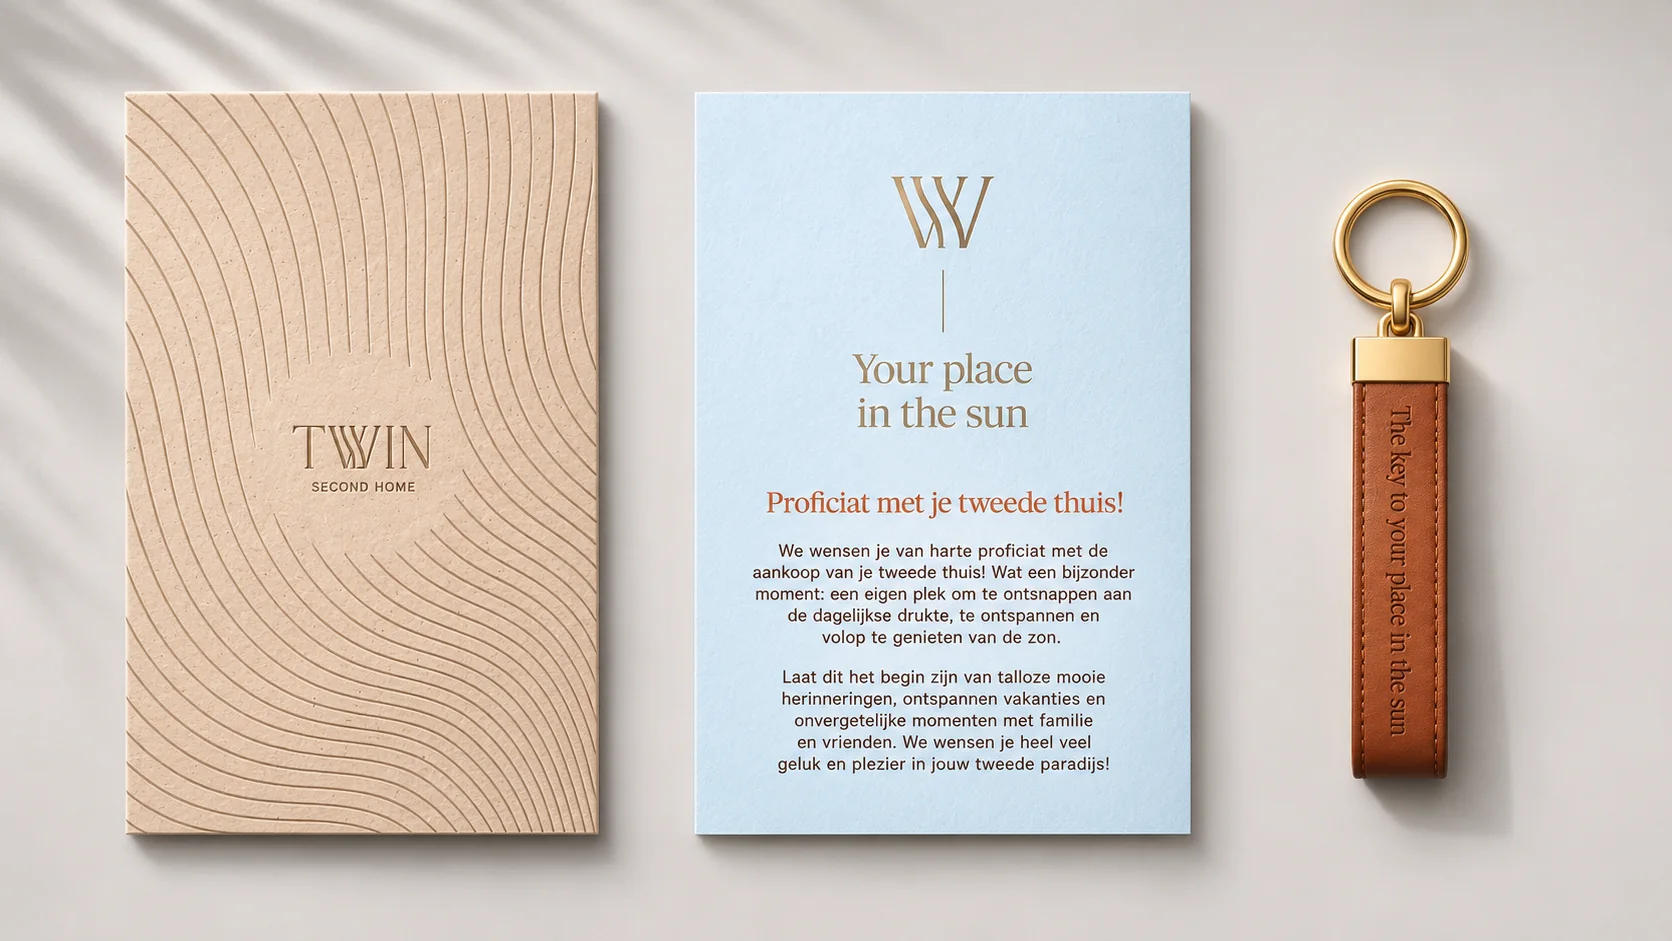 TWIN
SECOND HOME
W
Your place
in the sun
Proficiat met je tweede thuis!
We wensen je van harte proficiat met de
aankoop van je tweede thuis! Wat een bijzonder
moment: een eigen plek om te ontsnappen aan
de dagelijkse drukte, te ontspannen en
volop te genieten van de zon.
Laat dit het begin zijn van talloze mooie
herinneringen, ontspannen vakanties en
onvergetelijke momenten met familie
en vrienden. We wensen je heel veel
geluk en plezier in jouw tweede paradijs!
The key to your place in the sun